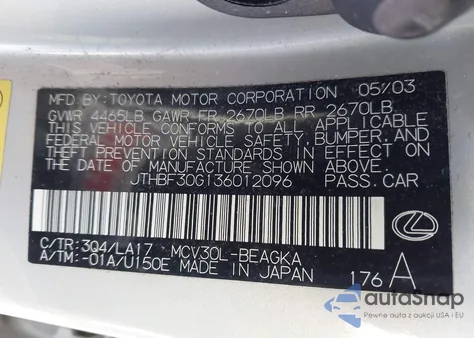 MFD. BY: TOYOTA MOTOR CORPORATION 05/03
GVWR 4465LB GAWR FR 2670LB RR 2670LB
THIS VEHICLE CONFORMS TO ALL APPLICABLE
FEDERAL MOTOR VEHICLE SAFETY, BUMPER, AND
THEFT PREVENTION STANDARDS IN EFFECT ON
THE DATE OF MANUFACTURE SHOWN ABOVE.
JTHBF30G136012096 PASS. CAR
C/TR: 3Q4/LA17 MCV30L-BEAGKA
A/TM: -01A/U150E MADE IN JAPAN
176 A
autoSnap
Pewne auta z aukcji USA i EU